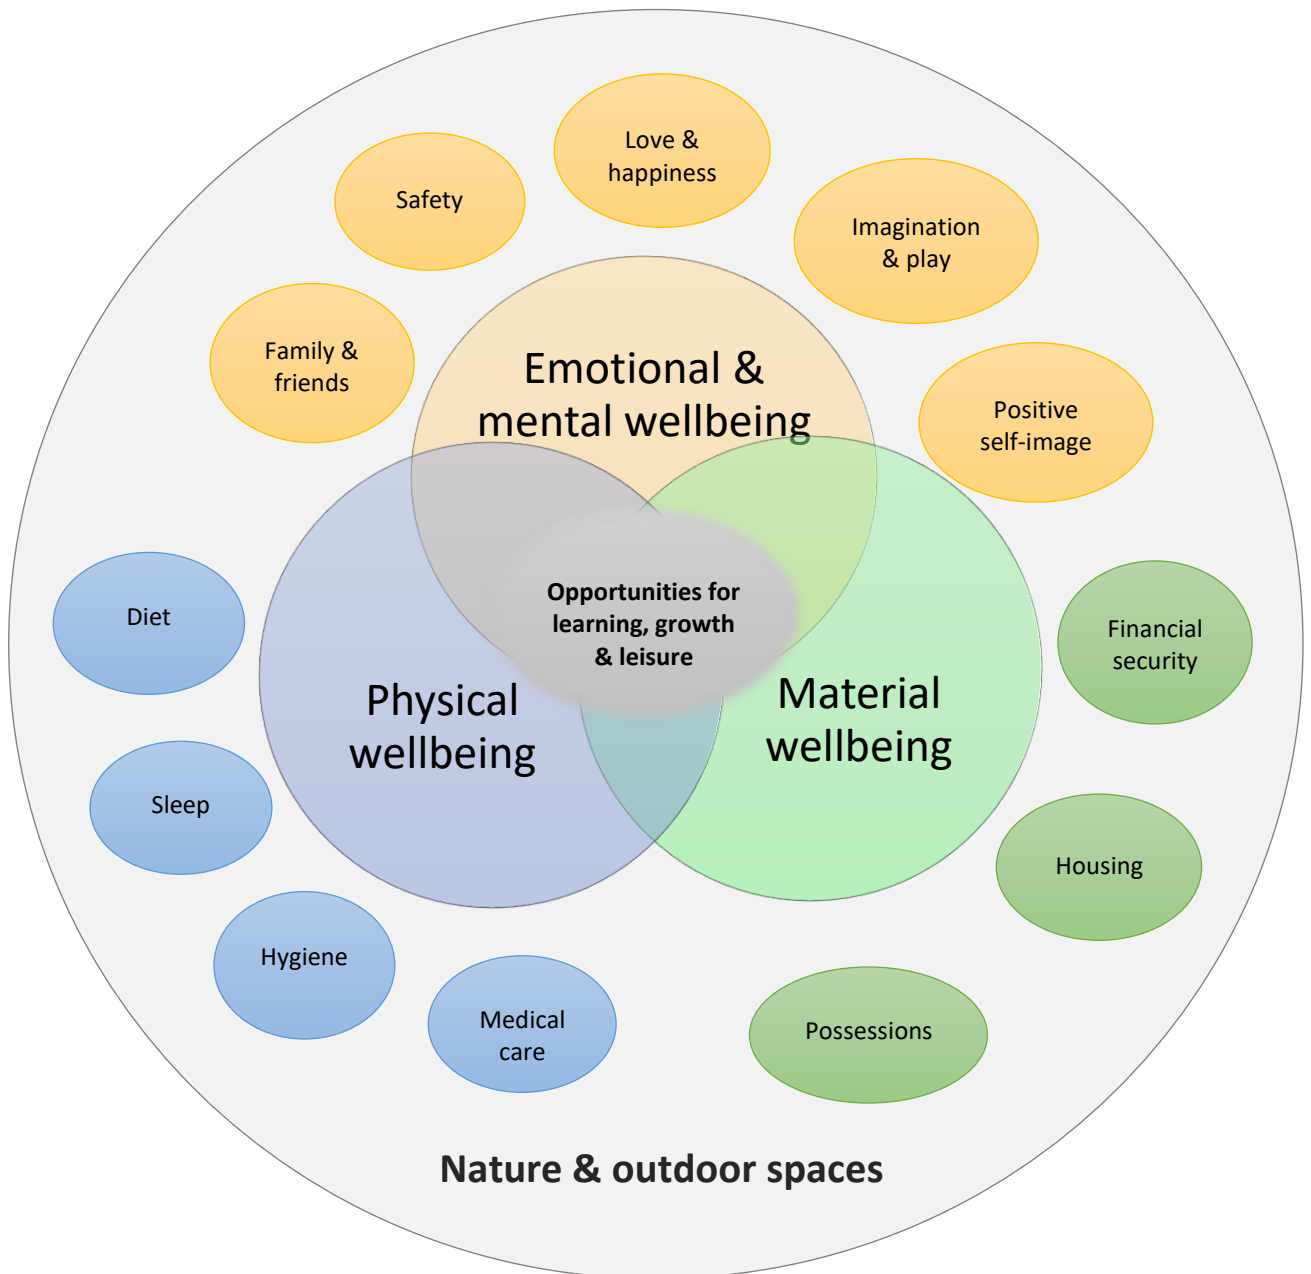 Love &
happiness
Safety
Imagination
& play
Family &
friends
Emotional &
mental wellbeing
Positive
self-image
Diet
Opportunities for
learning, growth
& leisure
Financial
security
Physical
wellbeing
Material
wellbeing
Sleep
Housing
Hygiene
Medical
care
Possessions
Nature & outdoor spaces